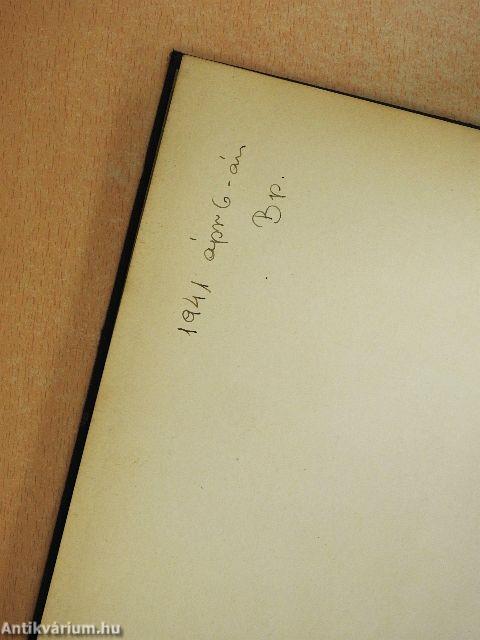 1941 ápr 6-án
Bp.
Antikvárium.hu